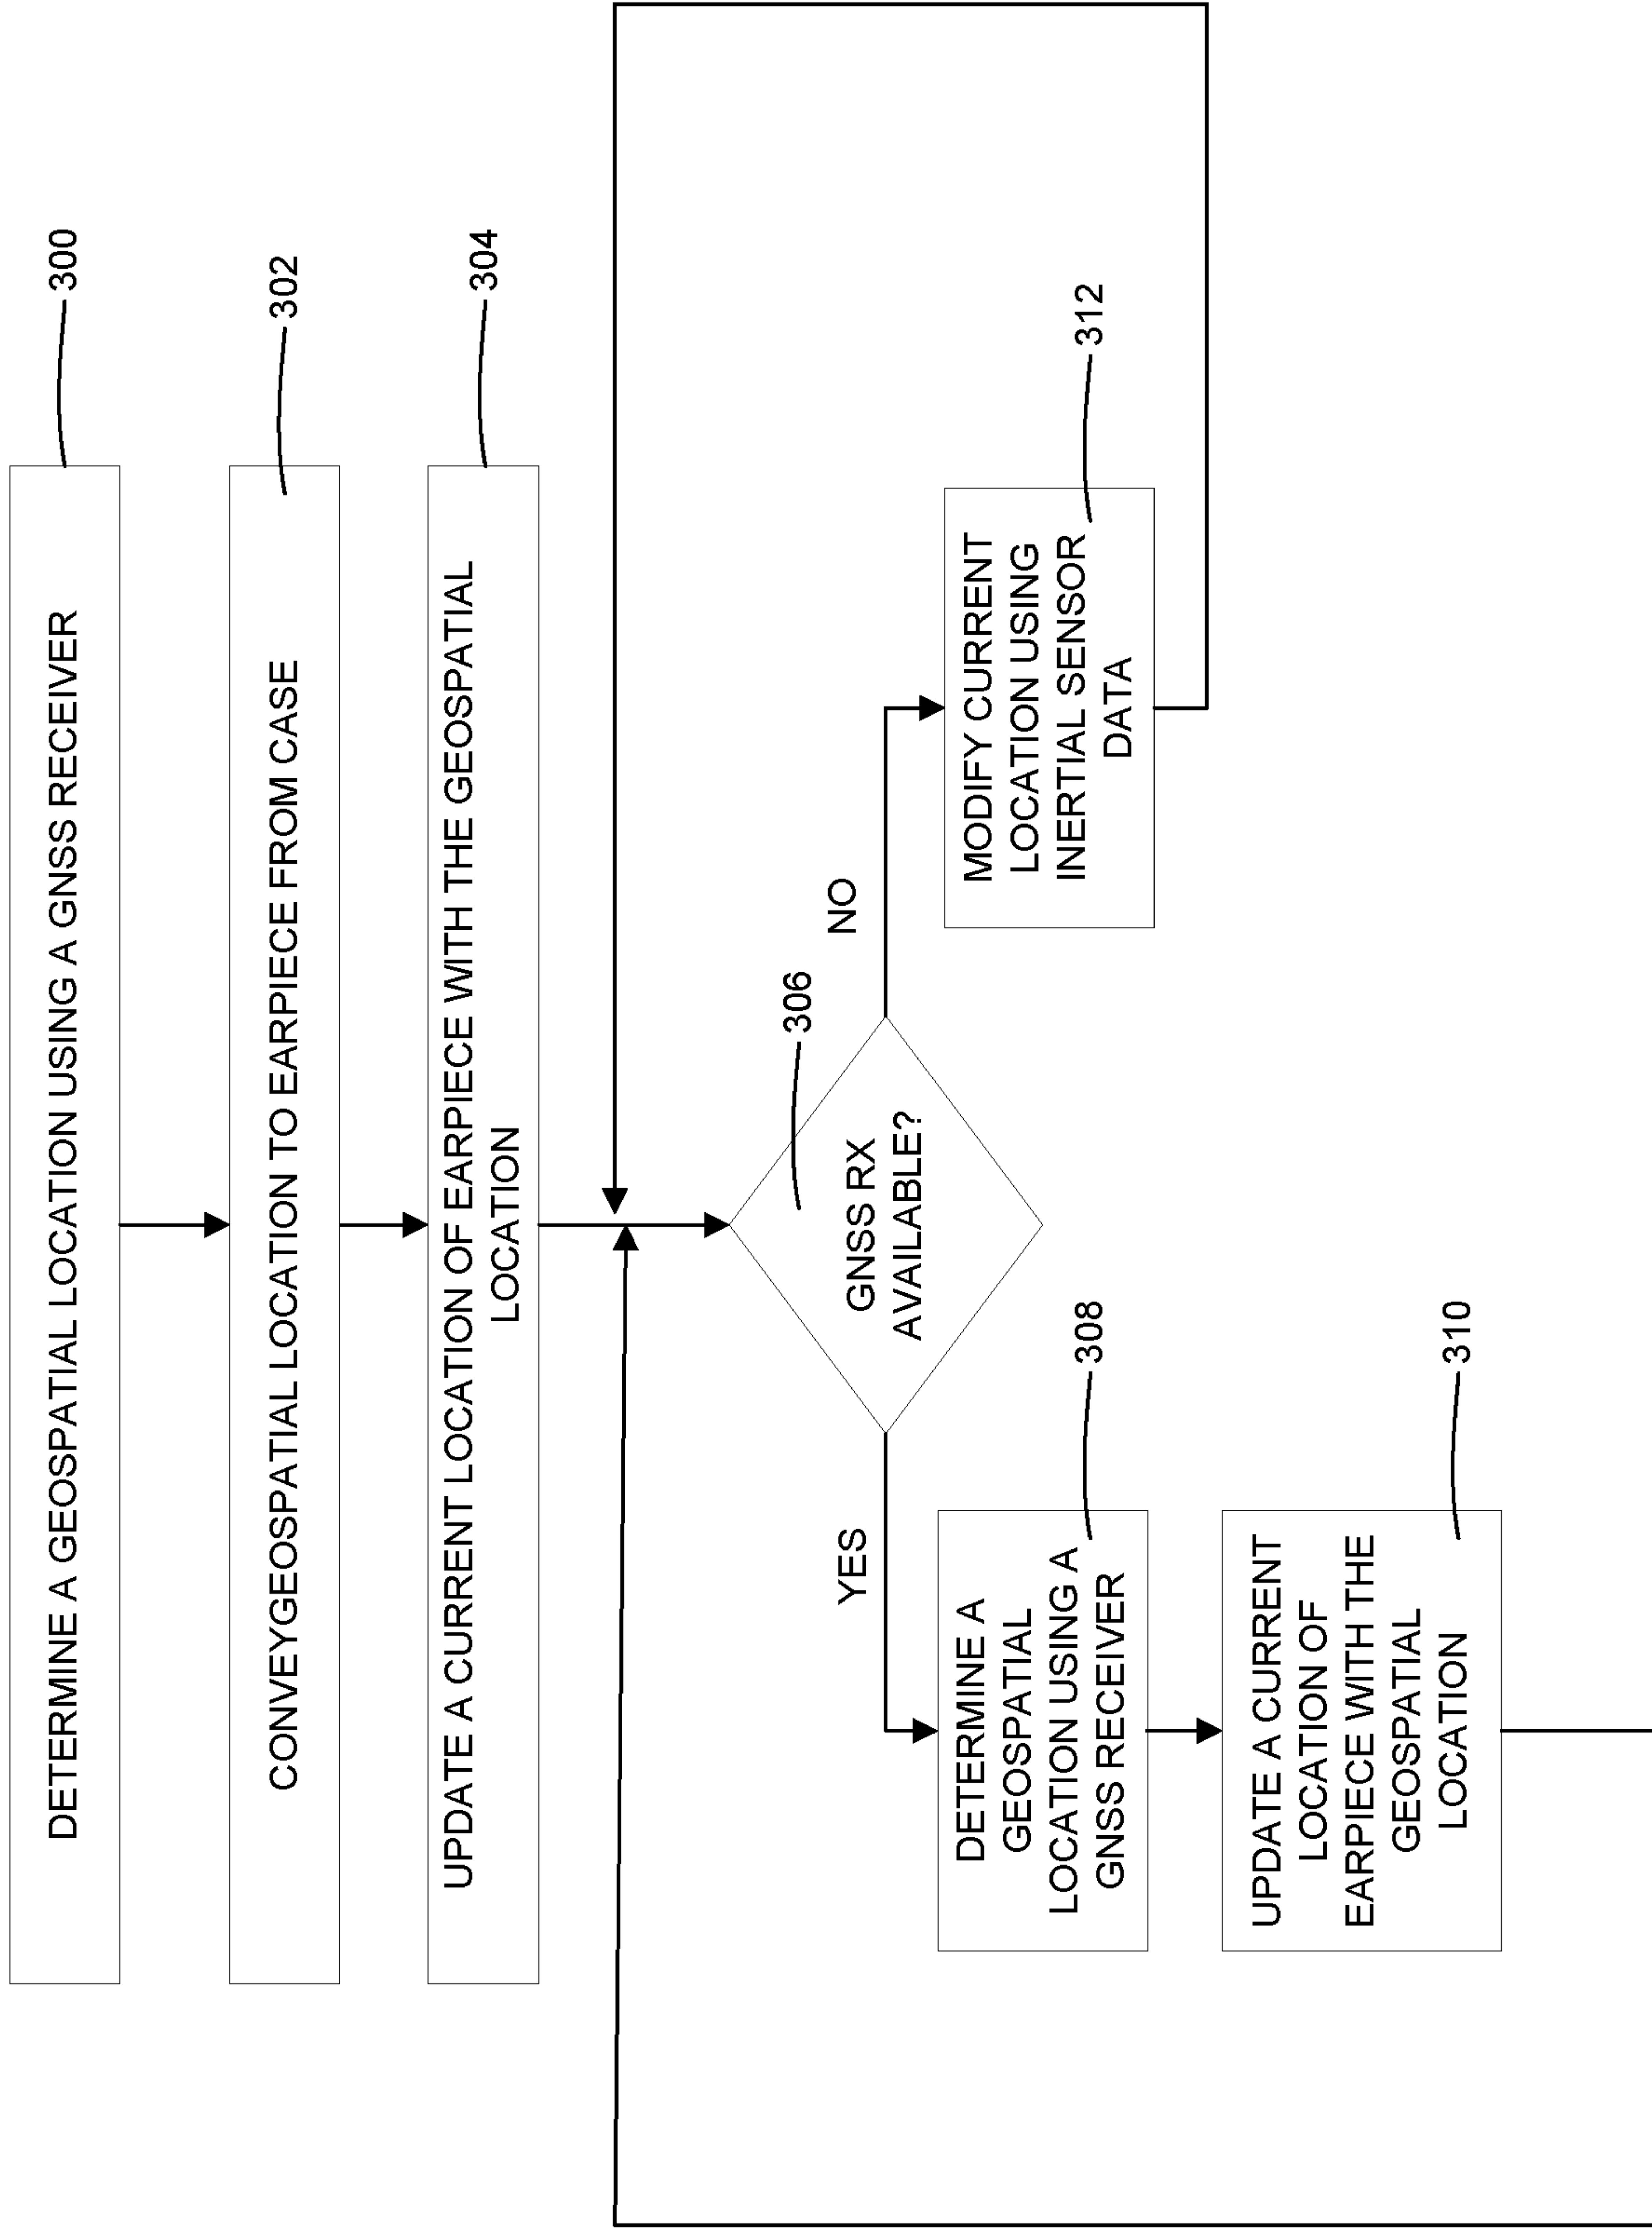 DETERMINE A GEOSPATIAL LOCATION USING A GNSS RECEIVER
300
CONVEYGEOSPATIAL LOCATION TO EARPIECE FROM CASE
302
UPDATE A CURRENT LOCATION OF EARPIECE WITH THE GEOSPATIAL
LOCATION
304
GNSS RX
AVAILABLE?
306
YES
NO
DETERMINE A
GEOSPATIAL
LOCATION USING A
GNSS RECEIVER
308
MODIFY CURRENT
LOCATION USING
INERTIAL SENSOR
DATA
312
UPDATE A CURRENT
LOCATION OF
EARPIECE WITH THE
GEOSPATIAL
LOCATION
310